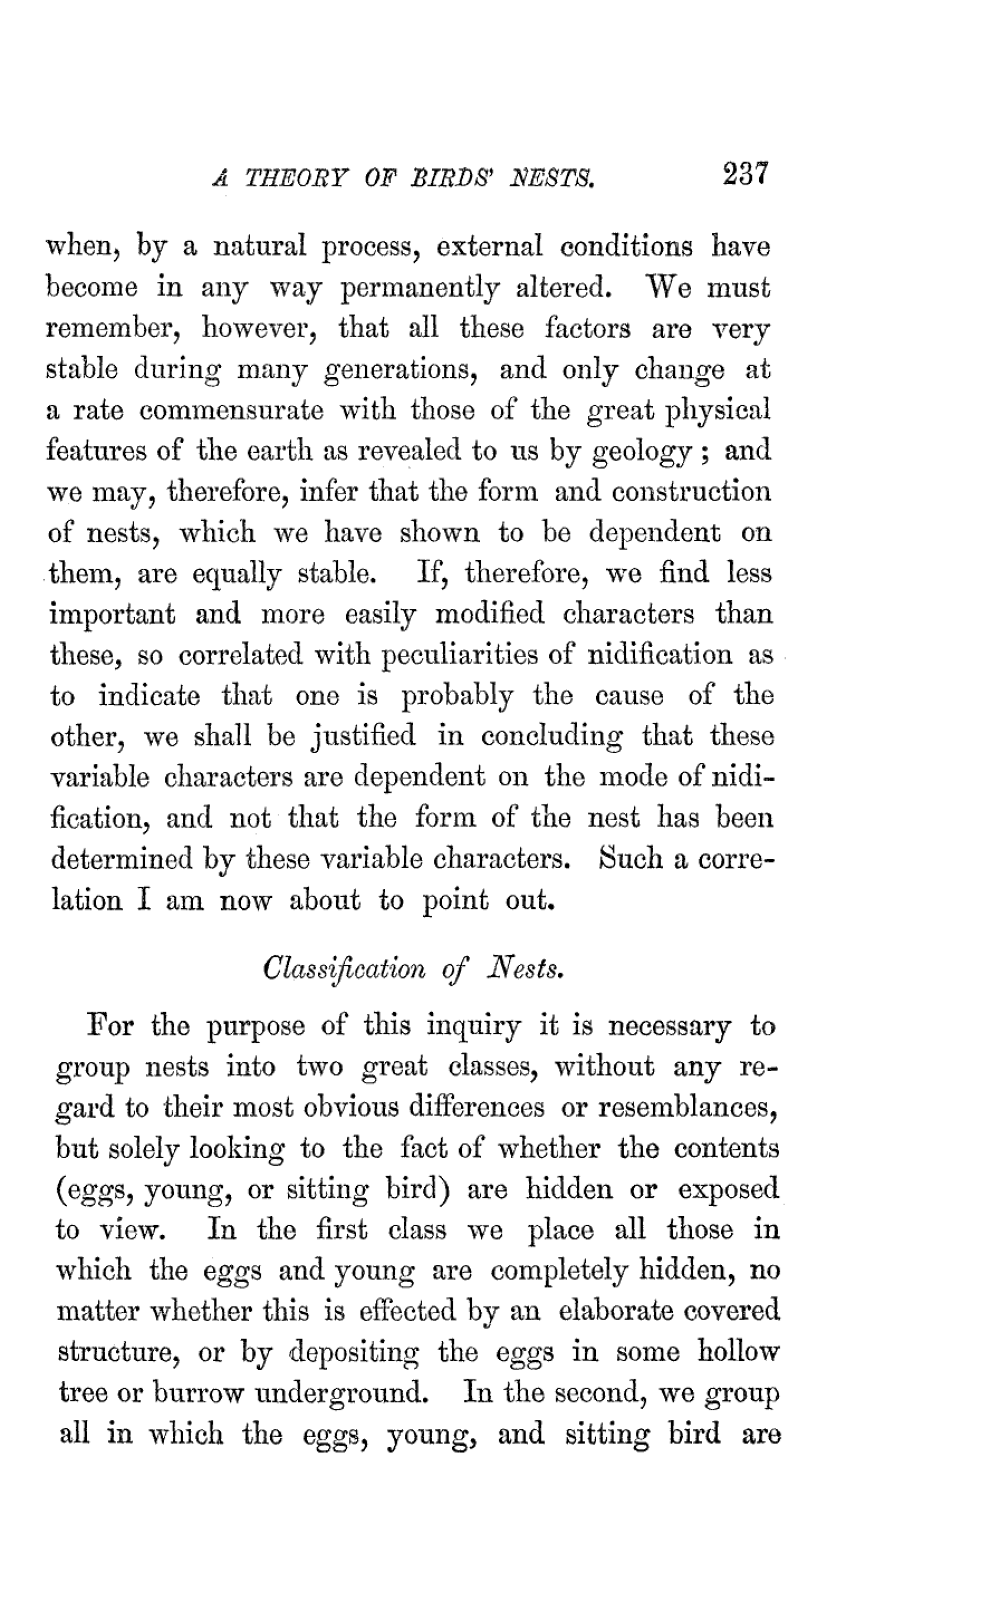 A THEORY OF BIRDS' NESTS. 237
when, by a natural process, external conditions have
become in any way permanently altered. We must
remember, however, that all these factors are very
stable during many generations, and only change at
a rate commensurate with those of the great physical
features of the earth as revealed to us by geology; and
we may, therefore, infer that the form and construction
of nests, which we have shown to be dependent on
them, are equally stable. If, therefore, we find less
important and more easily modified characters than
these, so correlated with peculiarities of nidification as
to indicate that one is probably the cause of the
other, we shall be justified in concluding that these
variable characters are dependent on the mode of nidi-
fication, and not that the form of the nest has been
determined by these variable characters. Such a corre-
lation I am now about to point out.
Classification of Nests.
For the purpose of this inquiry it is necessary to
group nests into two great classes, without any re-
gard to their most obvious differences or resemblances,
but solely looking to the fact of whether the contents
(eggs, young, or sitting bird) are hidden or exposed
to view. In the first class we place all those in
which the eggs and young are completely hidden, no
matter whether this is effected by an elaborate covered
structure, or by depositing the eggs in some hollow
tree or burrow underground. In the second, we group
all in which the eggs, young, and sitting bird are